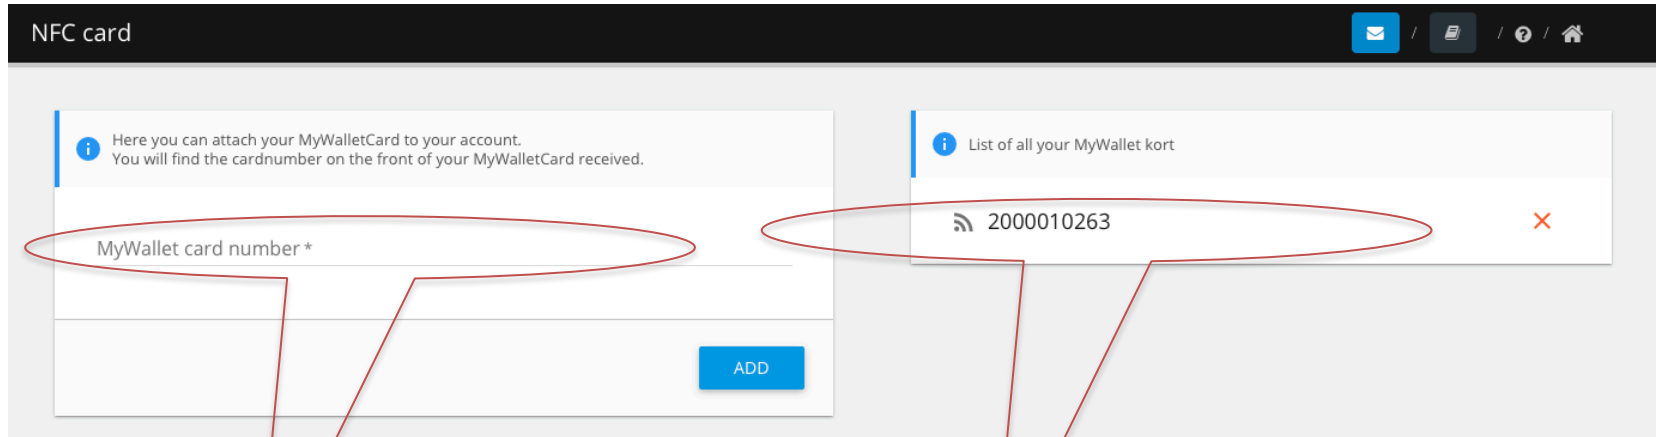 NFC card
/ / /
Here you can attach your MyWalletCard to your account.
You will find the cardnumber on the front of your MyWalletCard received.
MyWallet card number *
ADD
List of all your MyWallet kort
2000010263